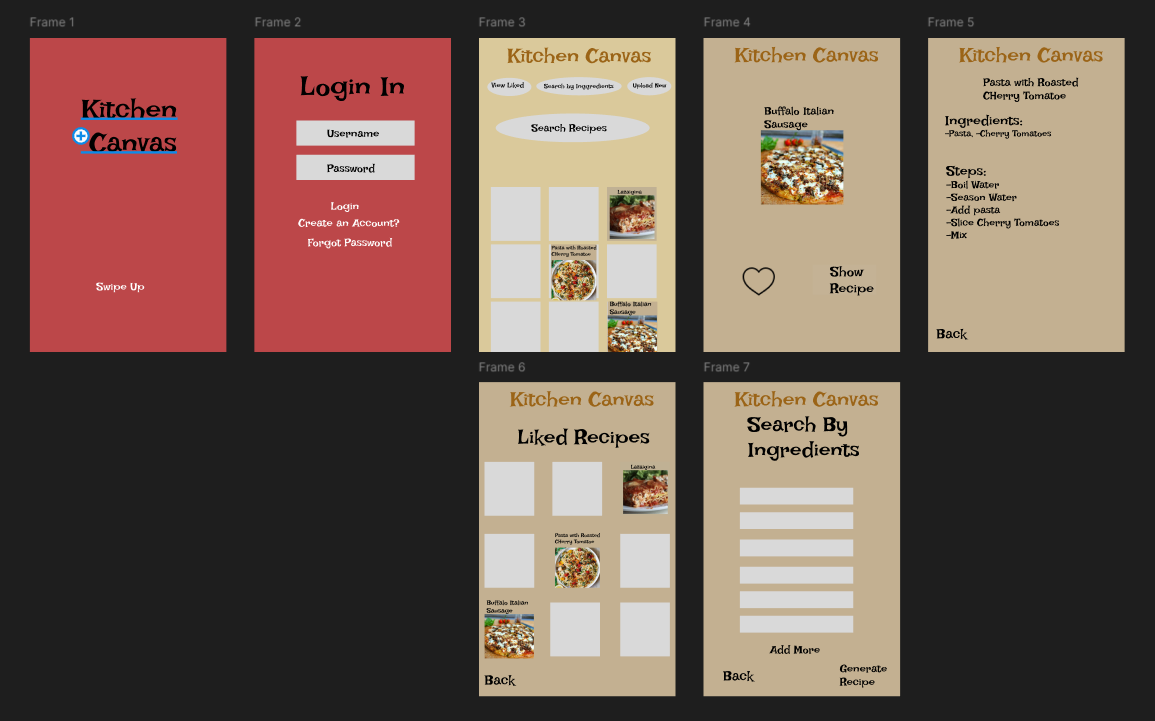 Frame 1
Kitchen
Canvas
Swipe Up
Frame 2
Login In
Username
Password
Login
Create an Account?
Forgot Password
Frame 3
Kitchen Canvas
View Liked
Search by Inggredients
Upload New
Search Recipes
Lasaigna
Pasta with Roasted
CHerry Tomatoe
Buffalo Italian
Sausage
Frame 4
Kitchen Canvas
Buffalo Italian
Sausage
Show
Recipe
Frame 5
Kitchen Canvas
Pasta with Roasted
CHerry Tomatoe
Ingredients:
-Pasta, -Cherry Tomatoes
Steps:
-Boil Water
-Season Water
-Add pasta
-Slice Cherry Tomatoes
-Mix
Back
Frame 6
Kitchen Canvas
Liked Recipes
Lasaigna
Pasta with Roasted
CHerry Tomatoe
Buffalo Italian
Sausage
Back
Frame 7
Kitchen Canvas
Search By
Ingredients
Add More
Back
Generate
Recipe